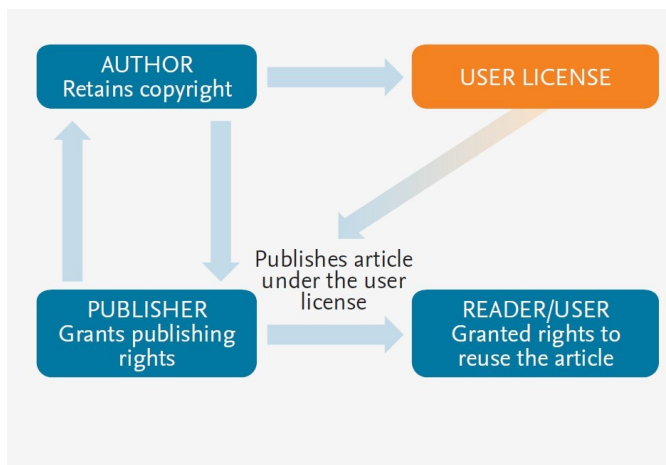 AUTHOR
Retains copyright
USER LICENSE
Publishes article
under the user
license
PUBLISHER
Grants publishing
rights
READER/USER
Granted rights to
reuse the article